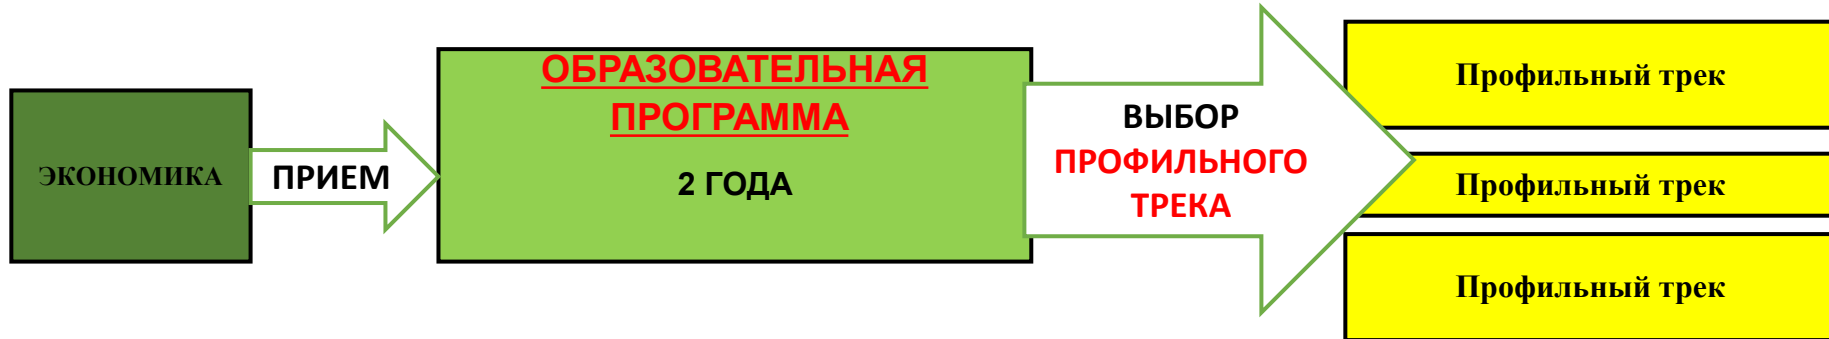 ЭКОНОМИКА
ПРИЕМ
ОБРАЗОВАТЕЛЬНАЯ
ПРОГРАММА
2 ГОДА
ВЫБОР
ПРОФИЛЬНОГО
ТРЕКА
Профильный трек
Профильный трек
Профильный трек